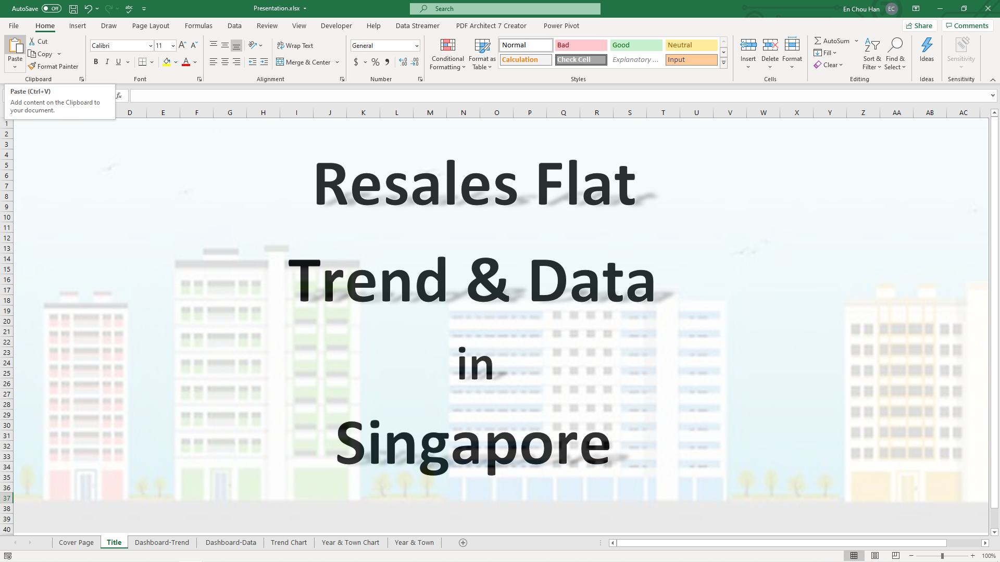 AutoSave Off abc Presentation.xlsx Search En Chou Han EC
File Home Insert Draw Page Layout Formulas Data Review View Developer Help Data Streamer PDF Architect 7 Creator Power Pivot Share Comments
Paste Cut Copy Format Painter Clipboard
Calibri 11 A A B I U A Font
ab Wrap Text Merge & Center Alignment
General $ % Number
Conditional Formatting Format as Table
Normal Bad Good Neutral
Calculation Check Cell Explanatory ... Input
Styles
Insert Delete Format Cells
AutoSum Fill Clear Sort & Filter Find & Select Editing
Ideas Ideas
Sensitivity Sensitivity
Paste (Ctrl+V)
Add content on the Clipboard to
your document.
fx
D E F G H I J K L M N O P Q R S T U V W X Y Z AA AB AC
1
2
3
4
5
6
7
8
9
10
11
12
13
14
15
16
17
18
19
20
21
22
23
24
25
26
27
28
29
30
31
32
33
34
35
36
37
38
39
40
Resales Flat
Trend & Data
in
Singapore
Cover Page Title Dashboard-Trend Dashboard-Data Trend Chart Year & Town Chart Year & Town
100%